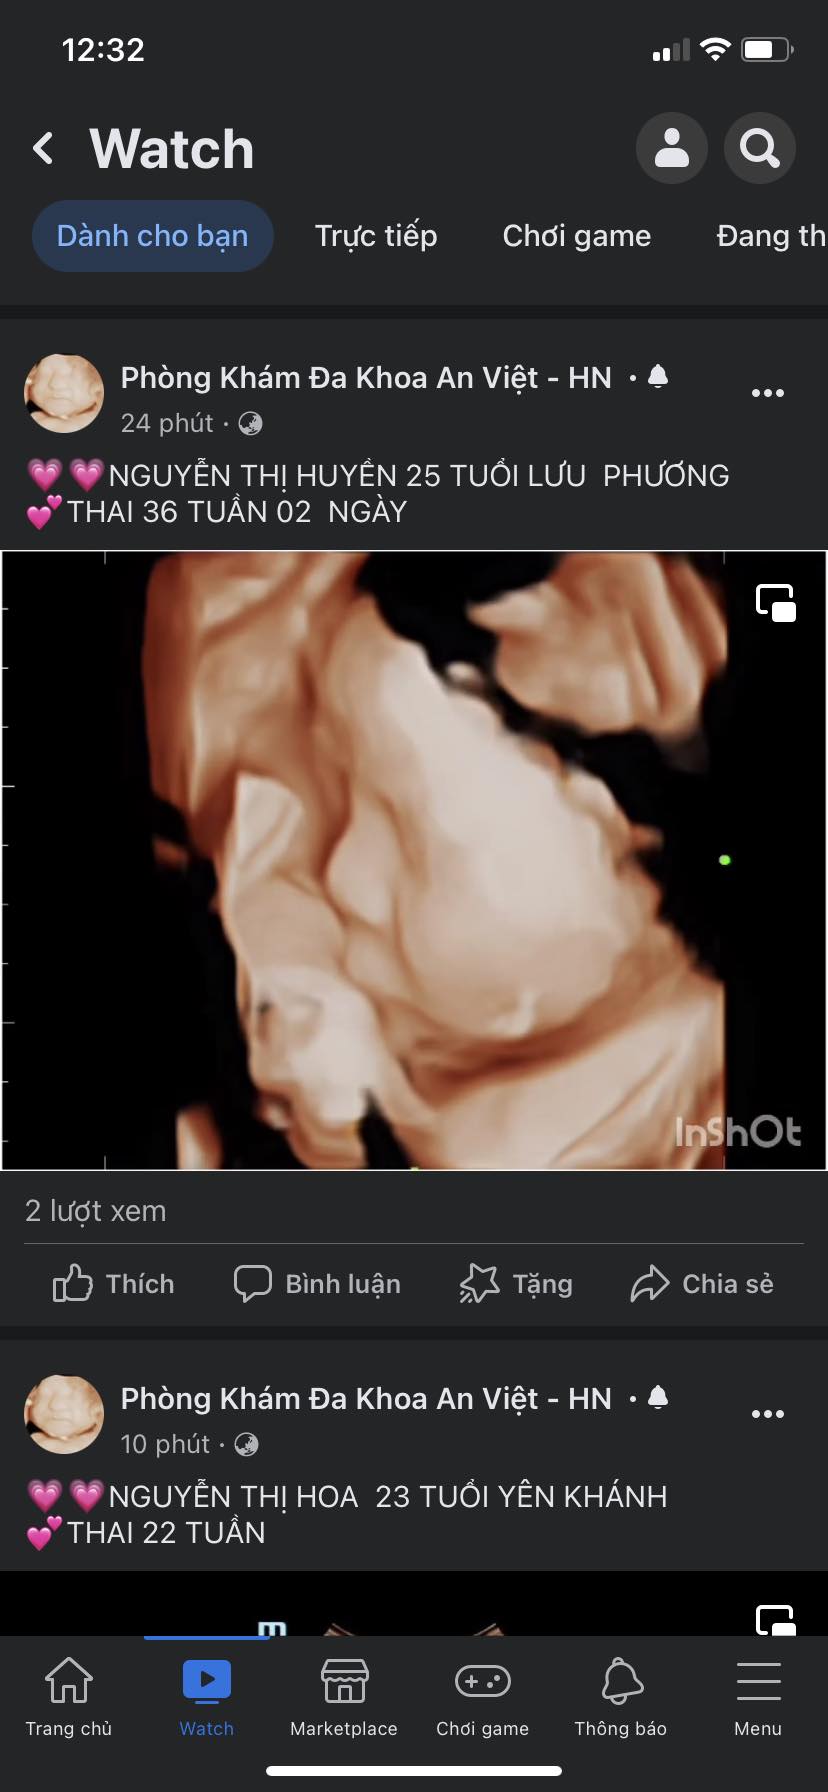 12:32
Watch
Dành cho bạn Trực tiếp Chơi game Đang th
Phòng Khám Đa Khoa An Việt - HN
24 phút
NGUYỄN THỊ HUYỀN 25 TUỔI LƯU PHƯƠNG
THAI 36 TUẦN 02 NGÀY
InShOt
2 lượt xem
Thích Bình luận Tặng Chia sẻ
Phòng Khám Đa Khoa An Việt - HN
10 phút
NGUYỄN THỊ HOA 23 TUỔI YÊN KHÁNH
THAI 22 TUẦN
m
Trang chủ Watch Marketplace Chơi game Thông báo Menu